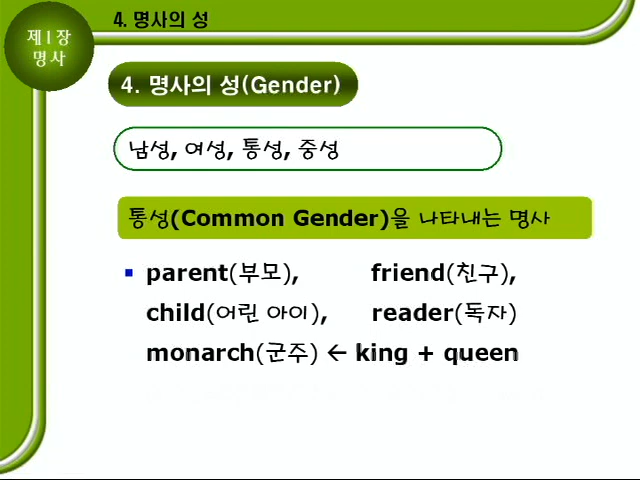 4. 명사의 성
제1장
명사
4. 명사의 성(Gender)
남성, 여성, 통성, 중성
통성(Common Gender)을 나타내는 명사
▪ parent(부모), friend(친구),
child(어린 아이), reader(독자)
monarch(군주) ← king + queen